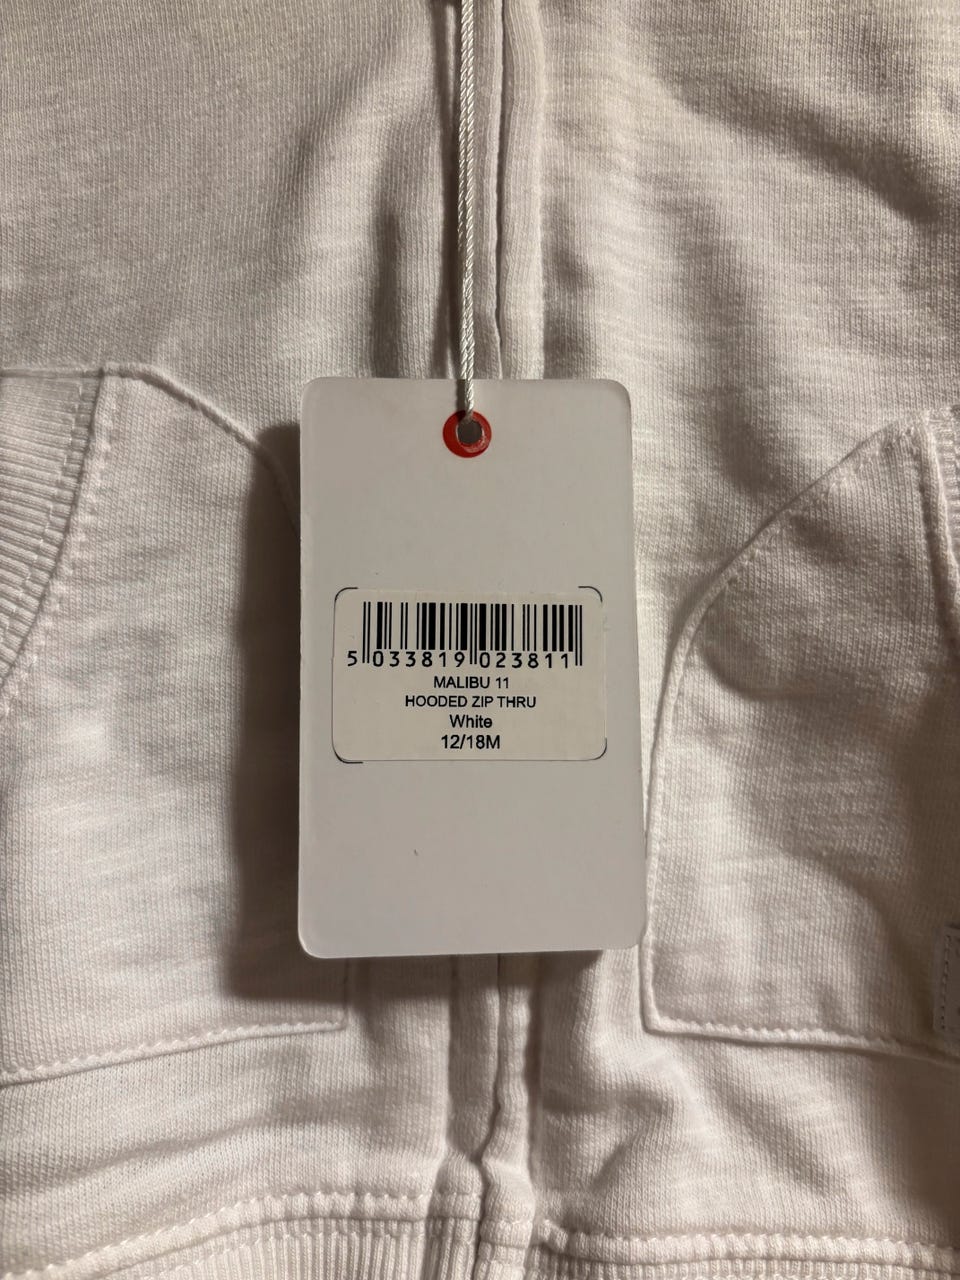 5 033819 023811
MALIBU 11
HOODED ZIP THRU
White
12/18M